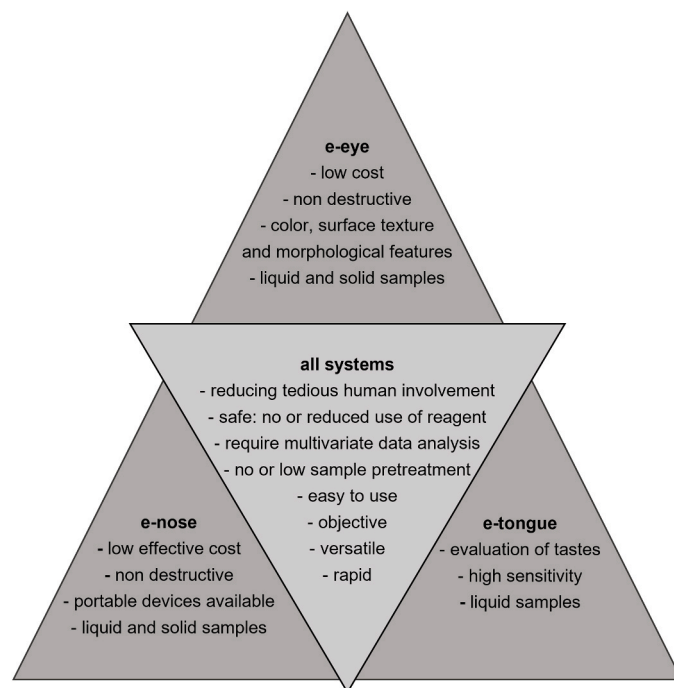 e-eye
- low cost
- non destructive
- color, surface texture
and morphological features
- liquid and solid samples
all systems
- reducing tedious human involvement
- safe: no or reduced use of reagent
- require multivariate data analysis
- no or low sample pretreatment
- easy to use
- objective
- versatile
- rapid
e-nose
- low effective cost
- non destructive
- portable devices available
- liquid and solid samples
e-tongue
- evaluation of tastes
- high sensitivity
- liquid samples